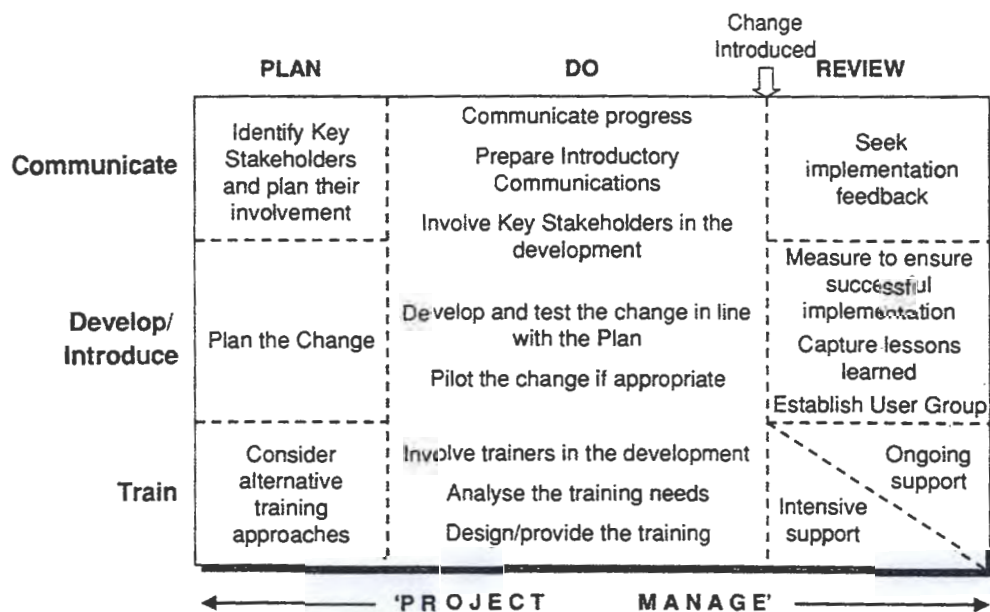 Change
Introduced
PLAN
DO
REVIEW
Communicate
Identify Key
Stakeholders
and plan their
involvement
Communicate progress
Prepare Introductory
Communications
Involve Key Stakeholders in the
development
Seek
implementation
feedback
Develop/
Introduce
Plan the Change
Develop and test the change in line
with the Plan
Pilot the change if appropriate
Measure to ensure
successful
implementation
Capture lessons
learned
Establish User Group
Train
Consider
alternative
training
approaches
Involve trainers in the development
Analyse the training needs
Design/provide the training
Intensive
support
Ongoing
support
'PROJECT MANAGE'